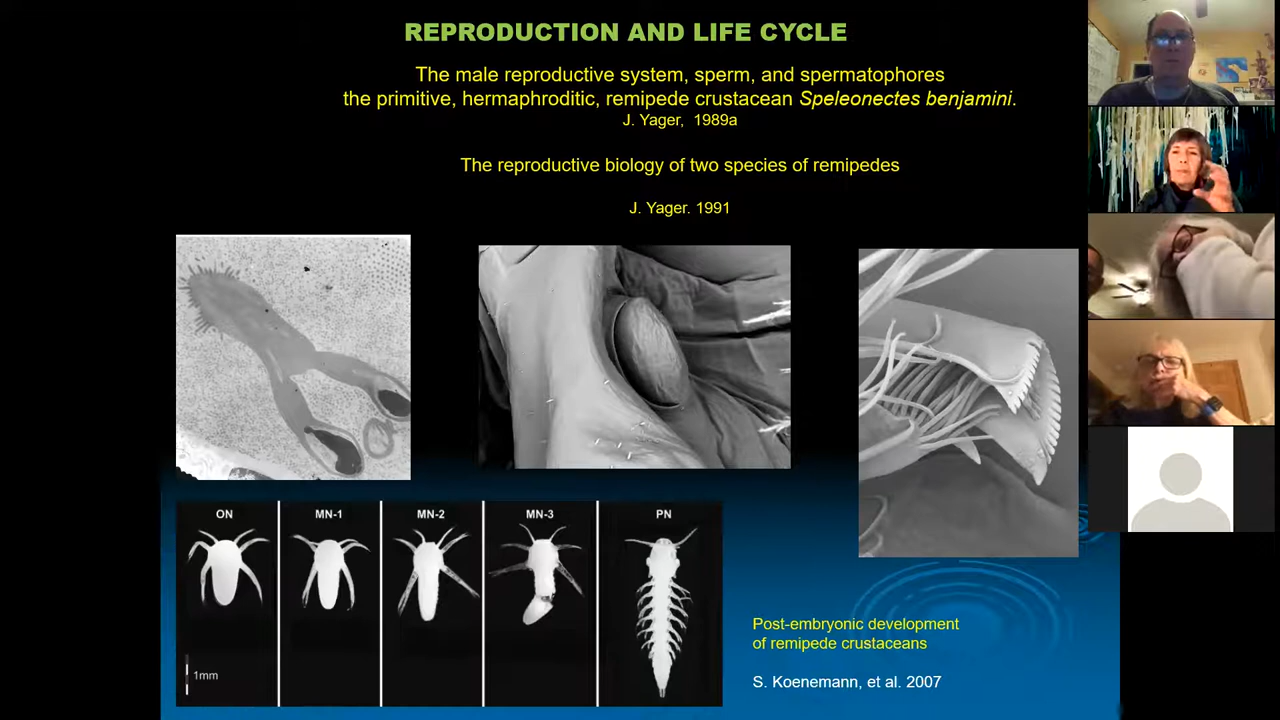 REPRODUCTION AND LIFE CYCLE
The male reproductive system, sperm, and spermatophores
the primitive, hermaphroditic, remipede crustacean Speleonectes benjamini.
J. Yager, 1989a
The reproductive biology of two species of remipedes
J. Yager. 1991
ON
MN-1
MN-2
MN-3
PN
1mm
Post-embryonic development
of remipede crustaceans
S. Koenemann, et al. 2007